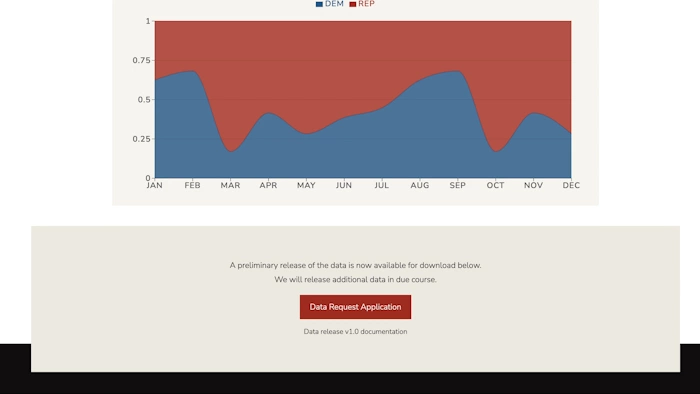 DEM REP
1
0.75
0.5
0.25
0
JAN FEB MAR APR MAY JUN JUL AUG SEP OCT NOV DEC
A preliminary release of the data is now available for download below.
We will release additional data in due course.
Data Request Application
Data release v1.0 documentation